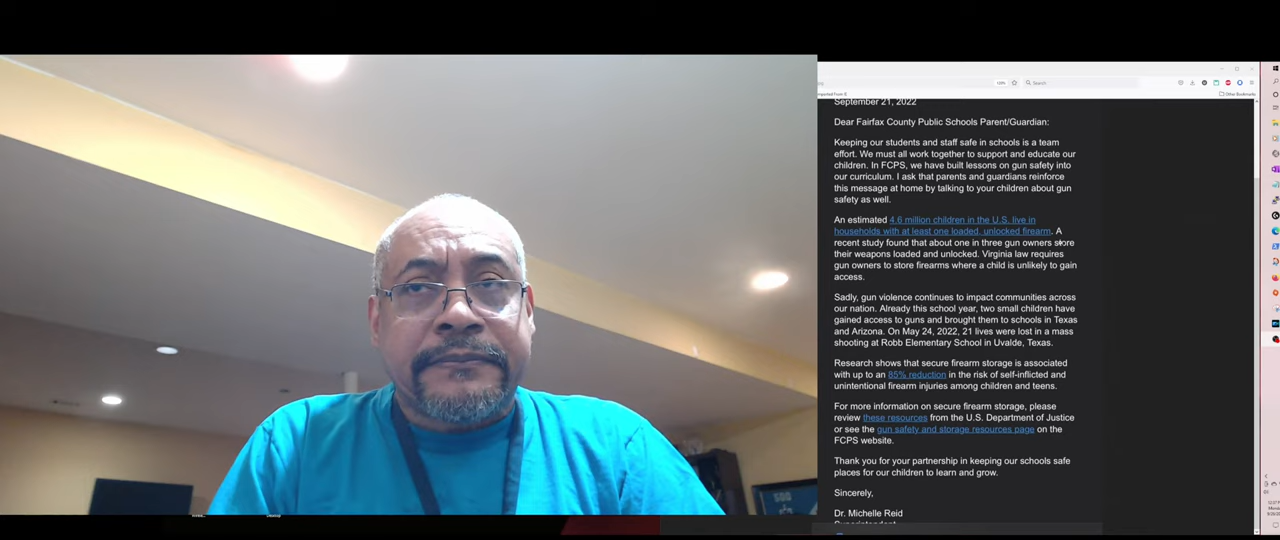 Search
Other Bookmarks
September 21, 2022
Dear Fairfax County Public Schools Parent/Guardian:
Keeping our students and staff safe in schools is a team
effort. We must all work together to support and educate our
children. In FCPS, we have built lessons on gun safety into
our curriculum. I ask that parents and guardians reinforce
this message at home by talking to your children about gun
safety as well.
An estimated 4.6 million children in the U.S. live in
households with at least one loaded, unlocked firearm. A
recent study found that about one in three gun owners store
their weapons loaded and unlocked. Virginia law requires
gun owners to store firearms where a child is unlikely to gain
access.
Sadly, gun violence continues to impact communities across
our nation. Already this school year, two small children have
gained access to guns and brought them to schools in Texas
and Arizona. On May 24, 2022, 21 lives were lost in a mass
shooting at Robb Elementary School in Uvalde, Texas.
Research shows that secure firearm storage is associated
with up to an 85% reduction in the risk of self-inflicted and
unintentional firearm injuries among children and teens.
For more information on secure firearm storage, please
review these resources from the U.S. Department of Justice
or see the gun safety and storage resources page on the
FCPS website.
Thank you for your partnership in keeping our schools safe
places for our children to learn and grow.
Sincerely,
Dr. Michelle Reid
Superintendent